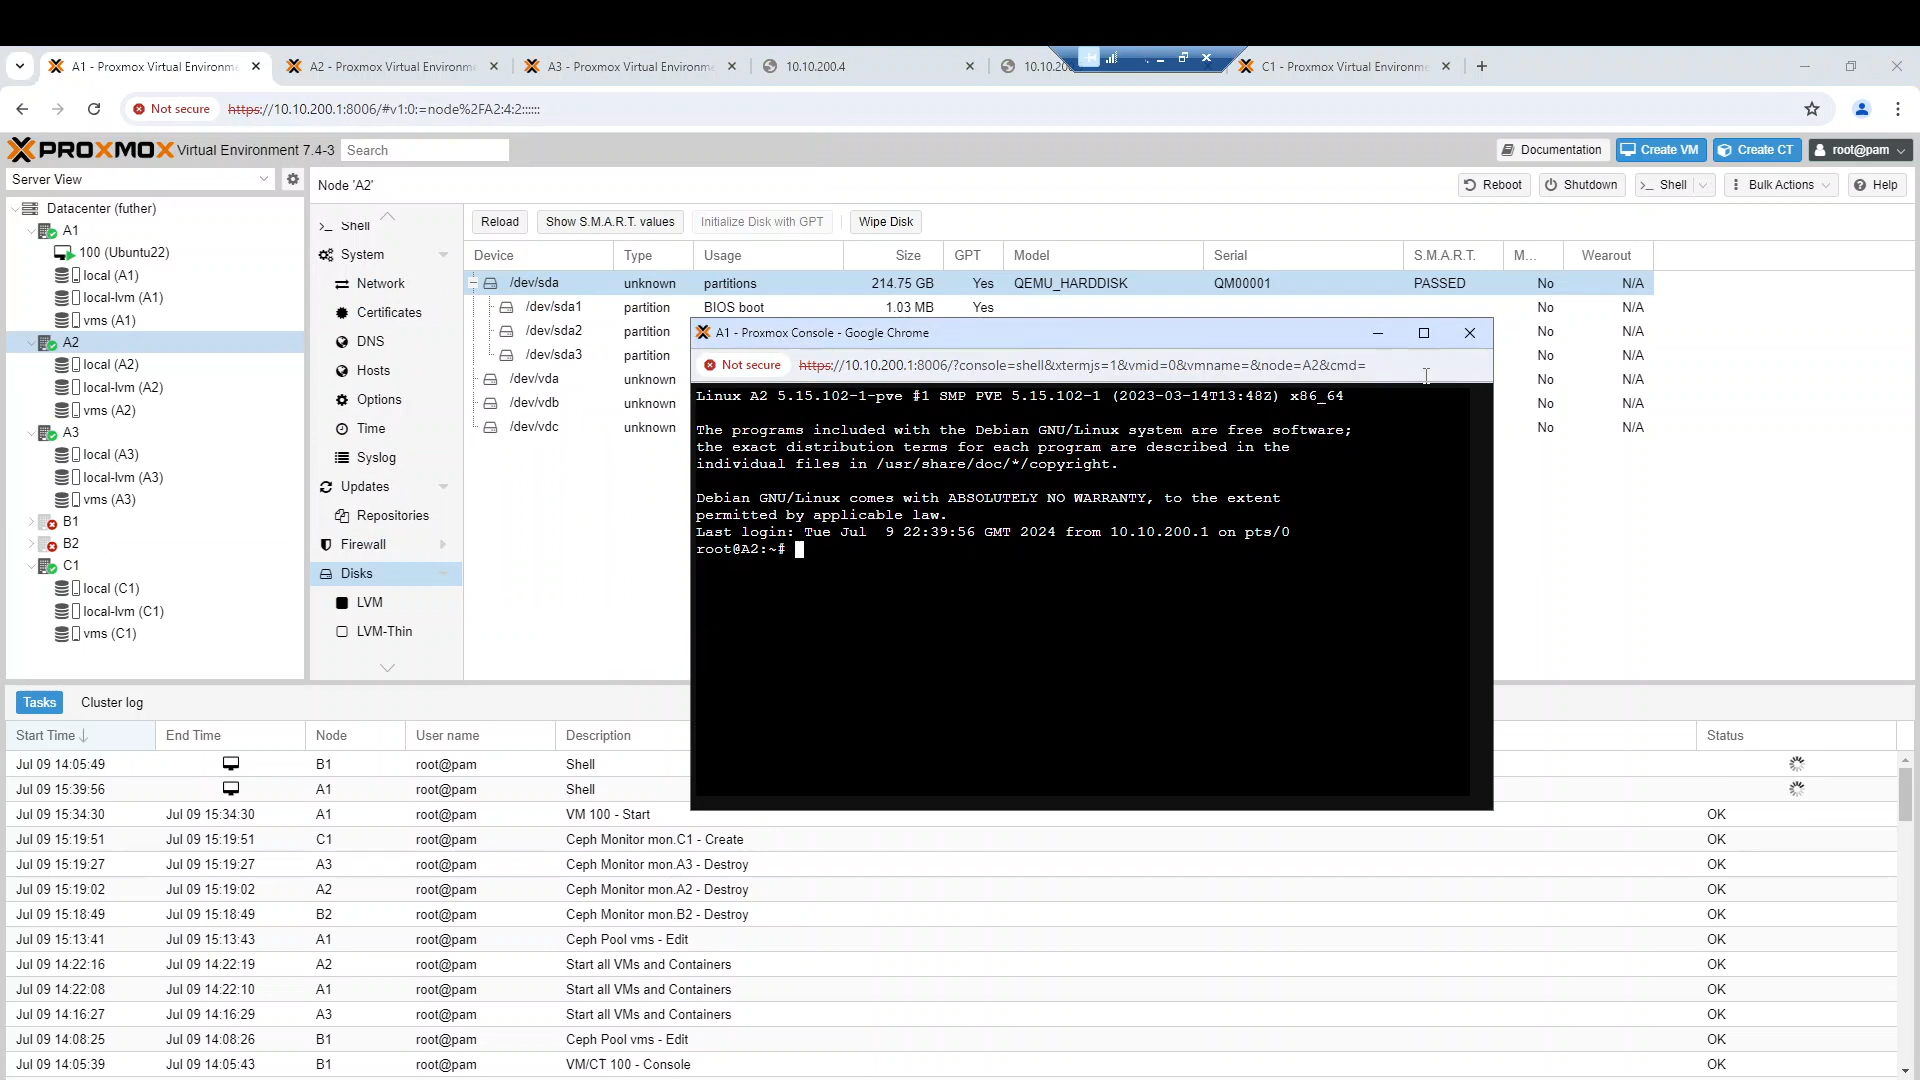 A1 - Proxmox Virtual Environm
A2 - Proxmox Virtual Environme
A3 - Proxmox Virtual Environm
10.10.200.4
10.10.20
C1 - Proxmox Virtual Environme
Not secure
https://10.10.200.1:8006/#v1:0:=node%2FA2:4:2::::::
PROXMOX Virtual Environment 7.4-3
Search
Documentation
Create VM
Create CT
root@pam
Server View
Node 'A2'
Reboot
Shutdown
Shell
Bulk Actions
Help
Datacenter (futher)
A1
100 (Ubuntu22)
local (A1)
local-lvm (A1)
vms (A1)
A2
local (A2)
local-lvm (A2)
vms (A2)
A3
local (A3)
local-lvm (A3)
vms (A3)
B1
B2
C1
local (C1)
local-lvm (C1)
vms (C1)
Shell
System
Network
Certificates
DNS
Hosts
Options
Time
Syslog
Updates
Repositories
Firewall
Disks
LVM
LVM-Thin
Reload
Show S.M.A.R.T. values
Initialize Disk with GPT
Wipe Disk
Device Type Usage Size GPT Model Serial S.M.A.R.T. M... Wearout
/dev/sda unknown partitions 214.75 GB Yes QEMU_HARDDISK QM00001 PASSED No N/A
/dev/sda1 partition BIOS boot 1.03 MB Yes
/dev/sda2 partition No N/A
/dev/sda3 partition No N/A
/dev/vda unknown No N/A
/dev/vdb unknown No N/A
/dev/vdc unknown No N/A
A1 - Proxmox Console - Google Chrome
Not secure
https://10.10.200.1:8006/?console=shell&xtermjs=1&vmid=0&vmname=&node=A2&cmd=
Linux A2 5.15.102-1-pve #1 SMP PVE 5.15.102-1 (2023-03-14T13:48Z) x86_64
The programs included with the Debian GNU/Linux system are free software;
the exact distribution terms for each program are described in the
individual files in /usr/share/doc/*/copyright.
Debian GNU/Linux comes with ABSOLUTELY NO WARRANTY, to the extent
permitted by applicable law.
Last login: Tue Jul  9 22:39:56 GMT 2024 from 10.10.200.1 on pts/0
root@A2:~#
Tasks
Cluster log
Start Time End Time Node User name Description Status
Jul 09 14:05:49 B1 root@pam Shell
Jul 09 15:39:56 A1 root@pam Shell
Jul 09 15:34:30 Jul 09 15:34:30 A1 root@pam VM 100 - Start OK
Jul 09 15:19:51 Jul 09 15:19:51 C1 root@pam Ceph Monitor mon.C1 - Create OK
Jul 09 15:19:27 Jul 09 15:19:27 A3 root@pam Ceph Monitor mon.A3 - Destroy OK
Jul 09 15:19:02 Jul 09 15:19:02 A2 root@pam Ceph Monitor mon.A2 - Destroy OK
Jul 09 15:18:49 Jul 09 15:18:49 B2 root@pam Ceph Monitor mon.B2 - Destroy OK
Jul 09 15:13:41 Jul 09 15:13:43 A1 root@pam Ceph Pool vms - Edit OK
Jul 09 14:22:16 Jul 09 14:22:19 A2 root@pam Start all VMs and Containers OK
Jul 09 14:22:08 Jul 09 14:22:10 A1 root@pam Start all VMs and Containers OK
Jul 09 14:16:27 Jul 09 14:16:29 A3 root@pam Start all VMs and Containers OK
Jul 09 14:08:25 Jul 09 14:08:26 B1 root@pam Ceph Pool vms - Edit OK
Jul 09 14:05:39 Jul 09 14:05:43 B1 root@pam VM/CT 100 - Console OK